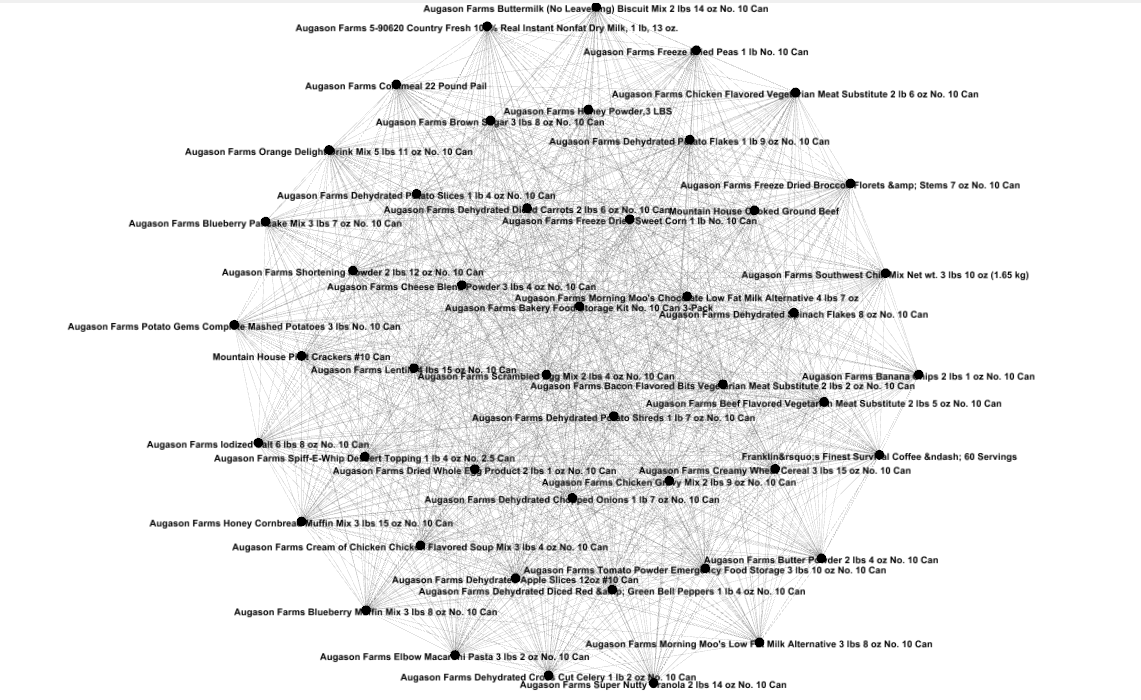 Augason Farms Buttermilk (No Leavening) Biscuit Mix 2 lbs 14 oz No. 10 Can
Augason Farms 5-90620 Country Fresh 100% Real Instant Nonfat Dry Milk, 1 lb, 13 oz.
Augason Farms Freeze Dried Peas 1 lb No. 10 Can
Augason Farms Cornmeal 22 Pound Pail
Augason Farms Chicken Flavored Vegetarian Meat Substitute 2 lb 6 oz No. 10 Can
Augason Farms Honey Powder,3 LBS
Augason Farms Brown Sugar 3 lbs 8 oz No. 10 Can
Augason Farms Dehydrated Potato Flakes 1 lb 9 oz No. 10 Can
Augason Farms Orange Delight Drink Mix 5 lbs 11 oz No. 10 Can
Augason Farms Freeze Dried Broccoli Florets &amp; Stems 7 oz No. 10 Can
Augason Farms Dehydrated Potato Slices 1 lb 4 oz No. 10 Can
Augason Farms Dehydrated Diced Carrots 2 lbs 6 oz No. 10 Can
Mountain House Cooked Ground Beef
Augason Farms Freeze Dried Sweet Corn 1 lb No. 10 Can
Augason Farms Blueberry Pancake Mix 3 lbs 7 oz No. 10 Can
Augason Farms Shortening Powder 2 lbs 12 oz No. 10 Can
Augason Farms Southwest Chili Mix Net wt. 3 lbs 10 oz (1.65 kg)
Augason Farms Cheese Blend Powder 3 lbs 4 oz No. 10 Can
Augason Farms Morning Moo's Chocolate Low Fat Milk Alternative 4 lbs 7 oz
Augason Farms Bakery Food Storage Kit No. 10 Can 3-Pack
Augason Farms Dehydrated Spinach Flakes 8 oz No. 10 Can
Augason Farms Potato Gems Complete Mashed Potatoes 3 lbs No. 10 Can
Mountain House Pilot Crackers #10 Can
Augason Farms Lentils 4 lbs 15 oz No. 10 Can
Augason Farms Scrambled Egg Mix 2 lbs 4 oz No. 10 Can
Augason Farms Banana Chips 2 lbs 1 oz No. 10 Can
Augason Farms Bacon Flavored Bits Vegetarian Meat Substitute 2 lbs 2 oz No. 10 Can
Augason Farms Beef Flavored Vegetarian Meat Substitute 2 lbs 5 oz No. 10 Can
Augason Farms Dehydrated Potato Shreds 1 lb 7 oz No. 10 Can
Augason Farms Iodized Salt 6 lbs 8 oz No. 10 Can
Augason Farms Spiff-E-Whip Dessert Topping 1 lb 4 oz No. 2.5 Can
Franklin&rsquo;s Finest Survival Coffee &ndash; 60 Servings
Augason Farms Dried Whole Egg Product 2 lbs 1 oz No. 10 Can
Augason Farms Creamy Wheat Cereal 3 lbs 15 oz No. 10 Can
Augason Farms Chicken Gravy Mix 2 lbs 9 oz No. 10 Can
Augason Farms Dehydrated Chopped Onions 1 lb 7 oz No. 10 Can
Augason Farms Honey Cornbread Muffin Mix 3 lbs 15 oz No. 10 Can
Augason Farms Cream of Chicken Chicken Flavored Soup Mix 3 lbs 4 oz No. 10 Can
Augason Farms Butter Powder 2 lbs 4 oz No. 10 Can
Augason Farms Tomato Powder Emergency Food Storage 3 lbs 10 oz No. 10 Can
Augason Farms Dehydrated Apple Slices 12oz #10 Can
Augason Farms Dehydrated Diced Red &amp; Green Bell Peppers 1 lb 4 oz No. 10 Can
Augason Farms Blueberry Muffin Mix 3 lbs 8 oz No. 10 Can
Augason Farms Morning Moo's Low Fat Milk Alternative 3 lbs 8 oz No. 10 Can
Augason Farms Elbow Macaroni Pasta 3 lbs 2 oz No. 10 Can
Augason Farms Dehydrated Cross Cut Celery 1 lb 2 oz No. 10 Can
Augason Farms Super Nutty Granola 2 lbs 14 oz No. 10 Can